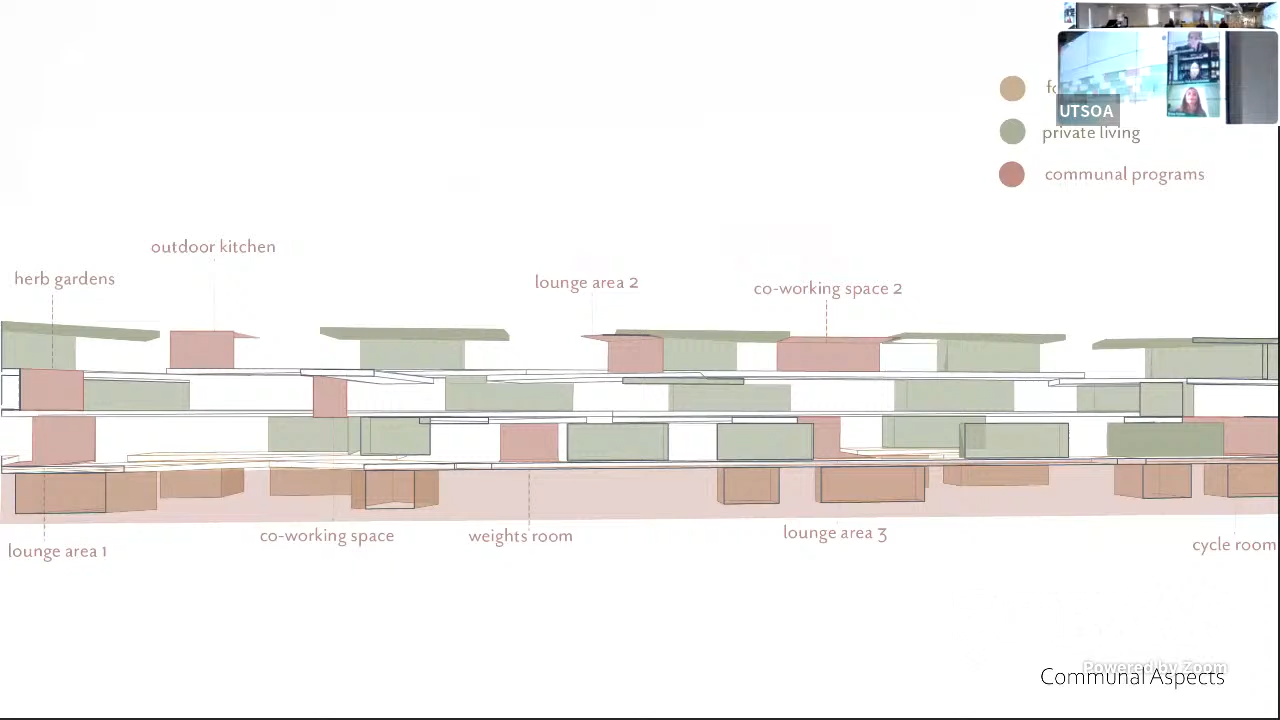 UTSOA
private living
communal programs
outdoor kitchen
herb gardens
lounge area 2
co-working space 2
co-working space
weights room
lounge area 3
lounge area 1
cycle room
Powered by Zoom
Communal Aspects